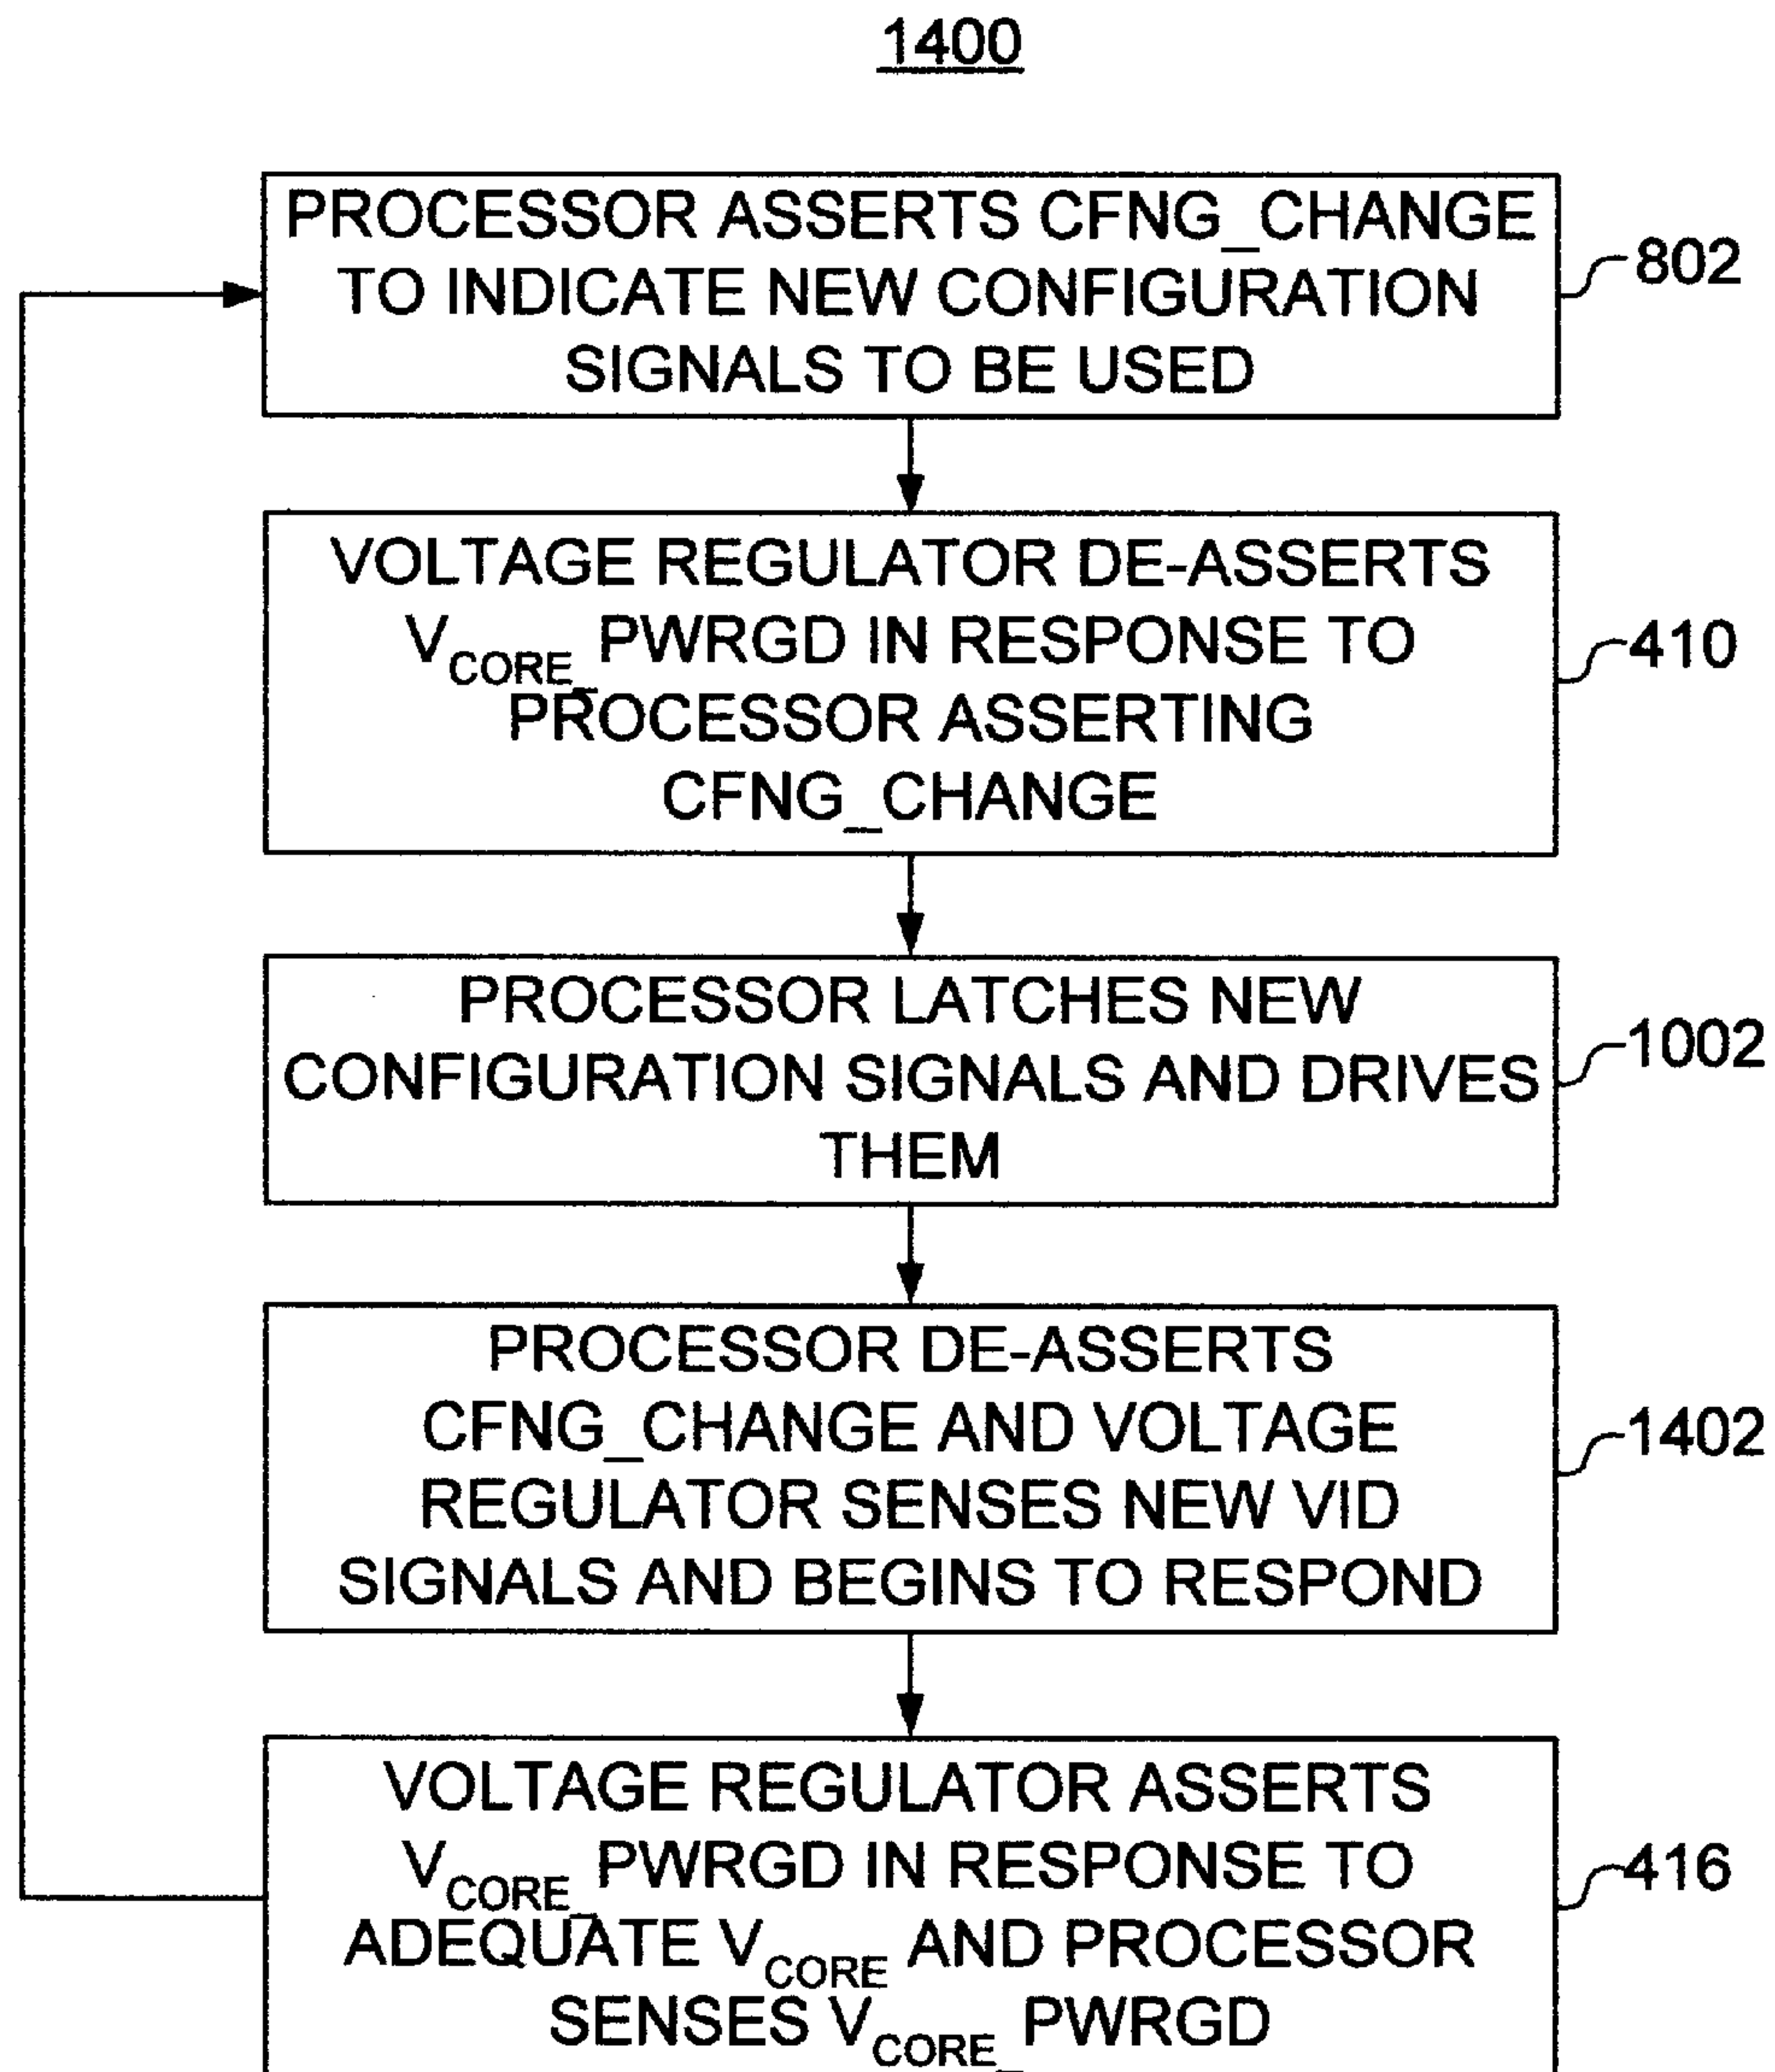 1400
PROCESSOR ASSERTS CFNG_CHANGE
TO INDICATE NEW CONFIGURATION
SIGNALS TO BE USED
802
VOLTAGE REGULATOR DE-ASSERTS
VCORE_PWRGD IN RESPONSE TO
PROCESSOR ASSERTING
CFNG_CHANGE
410
PROCESSOR LATCHES NEW
CONFIGURATION SIGNALS AND DRIVES
THEM
1002
PROCESSOR DE-ASSERTS
CFNG_CHANGE AND VOLTAGE
REGULATOR SENSES NEW VID
SIGNALS AND BEGINS TO RESPOND
1402
VOLTAGE REGULATOR ASSERTS
VCORE_PWRGD IN RESPONSE TO
ADEQUATE VCORE AND PROCESSOR
SENSES VCORE_PWRGD
416